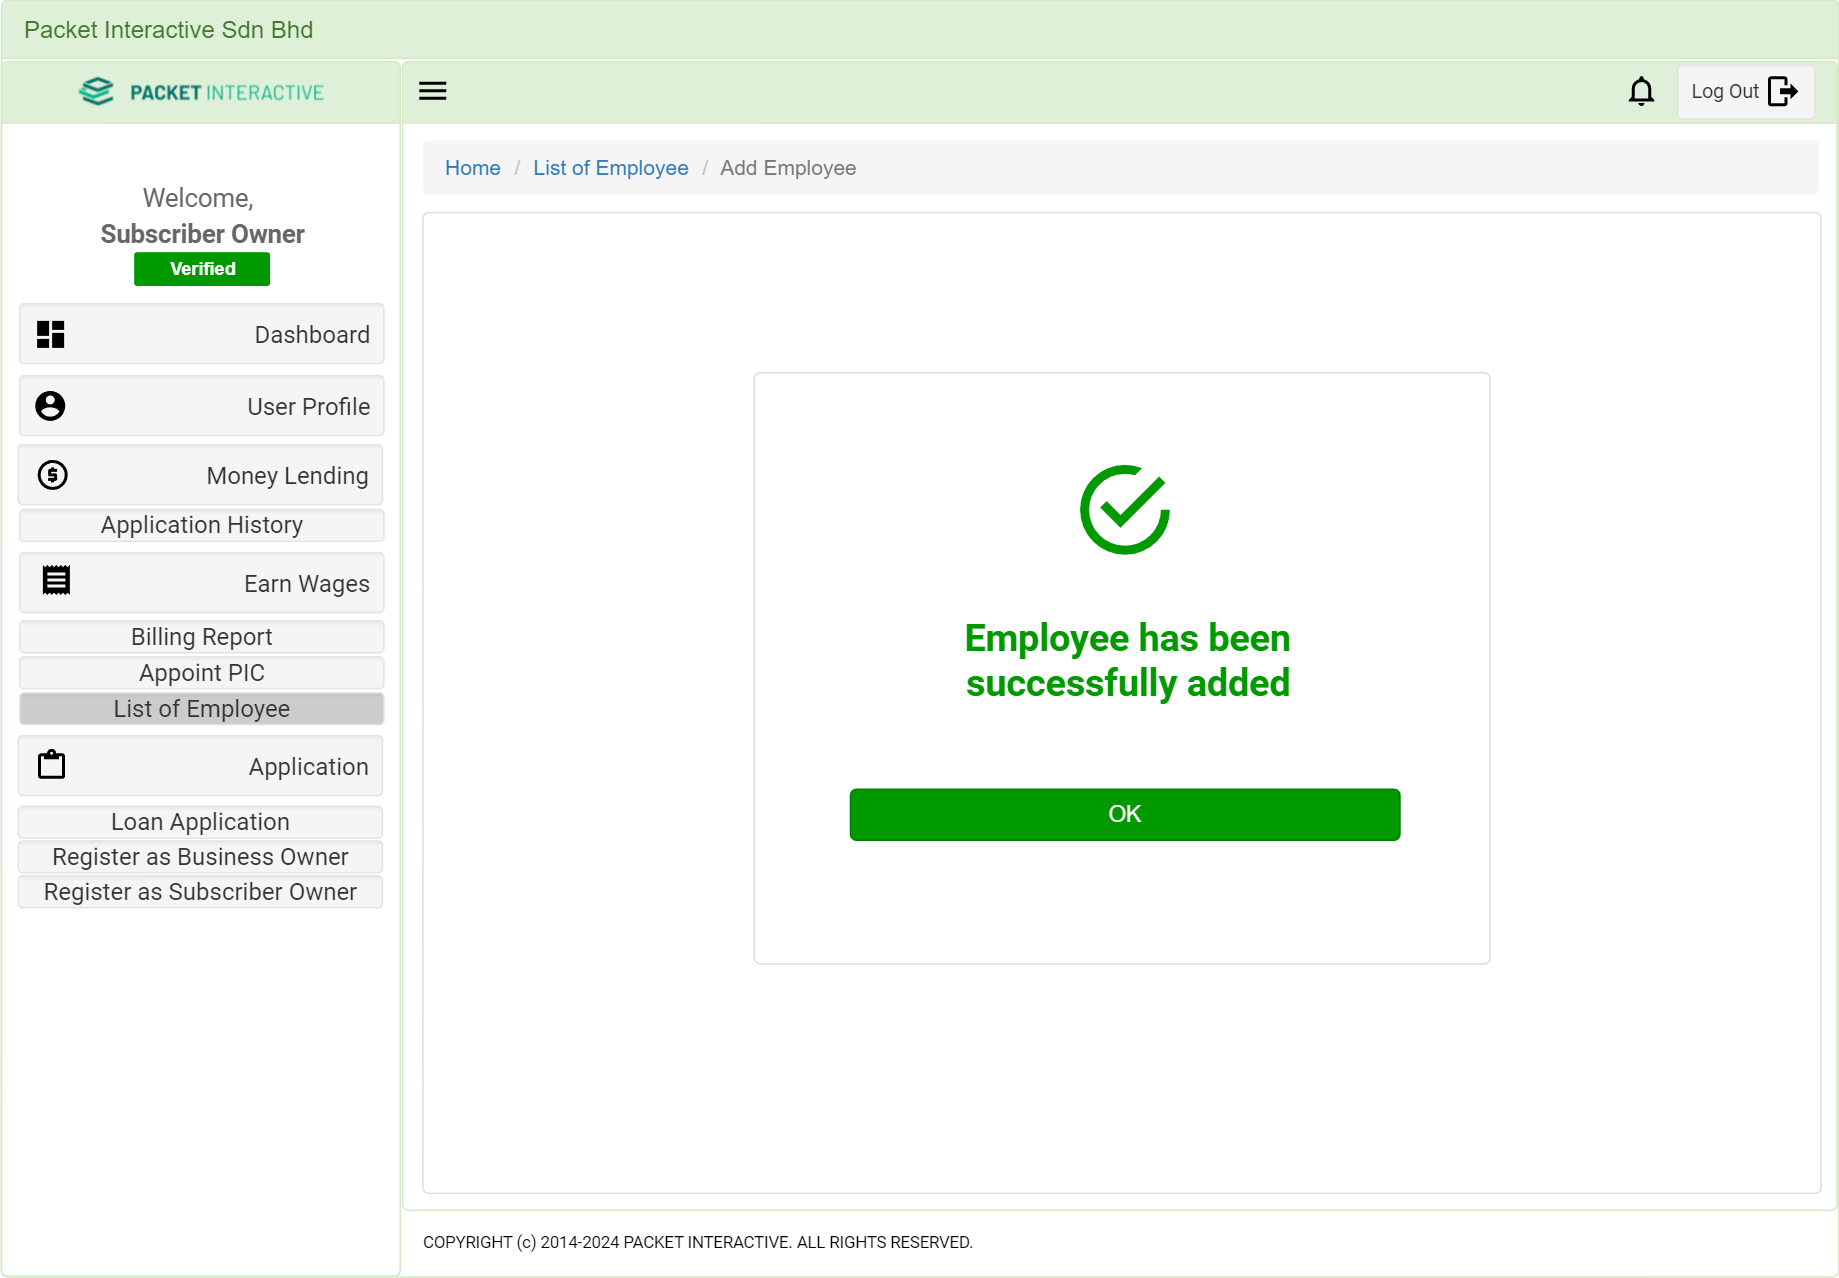 Packet Interactive Sdn Bhd
PACKET INTERACTIVE
Log Out
Home / List of Employee / Add Employee
Welcome,
Subscriber Owner
Verified
Dashboard
User Profile
Money Lending
Application History
Earn Wages
Billing Report
Appoint PIC
List of Employee
Application
Loan Application
Register as Business Owner
Register as Subscriber Owner
Employee has been
successfully added
OK
COPYRIGHT (c) 2014-2024 PACKET INTERACTIVE. ALL RIGHTS RESERVED.